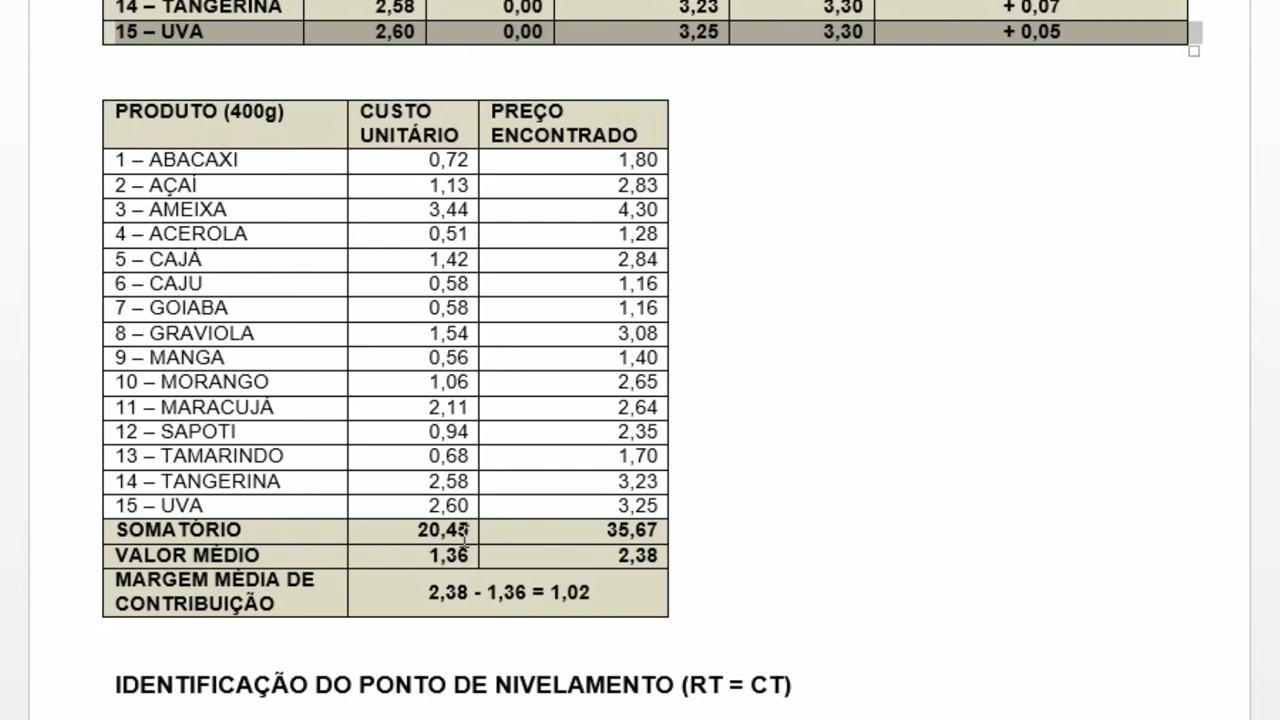 14 – TANGERINA 2,58 0,00 3,23 3,30 + 0,07
15 – UVA 2,60 0,00 3,25 3,30 + 0,05
PRODUTO (400g) CUSTO UNITÁRIO PREÇO ENCONTRADO
1 – ABACAXI 0,72 1,80
2 – AÇAÍ 1,13 2,83
3 – AMEIXA 3,44 4,30
4 – ACEROLA 0,51 1,28
5 – CAJÁ 1,42 2,84
6 – CAJU 0,58 1,16
7 – GOIABA 0,58 1,16
8 – GRAVIOLA 1,54 3,08
9 – MANGA 0,56 1,40
10 – MORANGO 1,06 2,65
11 – MARACUJÁ 2,11 2,64
12 – SAPOTI 0,94 2,35
13 – TAMARINDO 0,68 1,70
14 – TANGERINA 2,58 3,23
15 – UVA 2,60 3,25
SOMATÓRIO 20,45 35,67
VALOR MÉDIO 1,36 2,38
MARGEM MÉDIA DE CONTRIBUIÇÃO 2,38 - 1,36 = 1,02
IDENTIFICAÇÃO DO PONTO DE NIVELAMENTO (RT = CT)